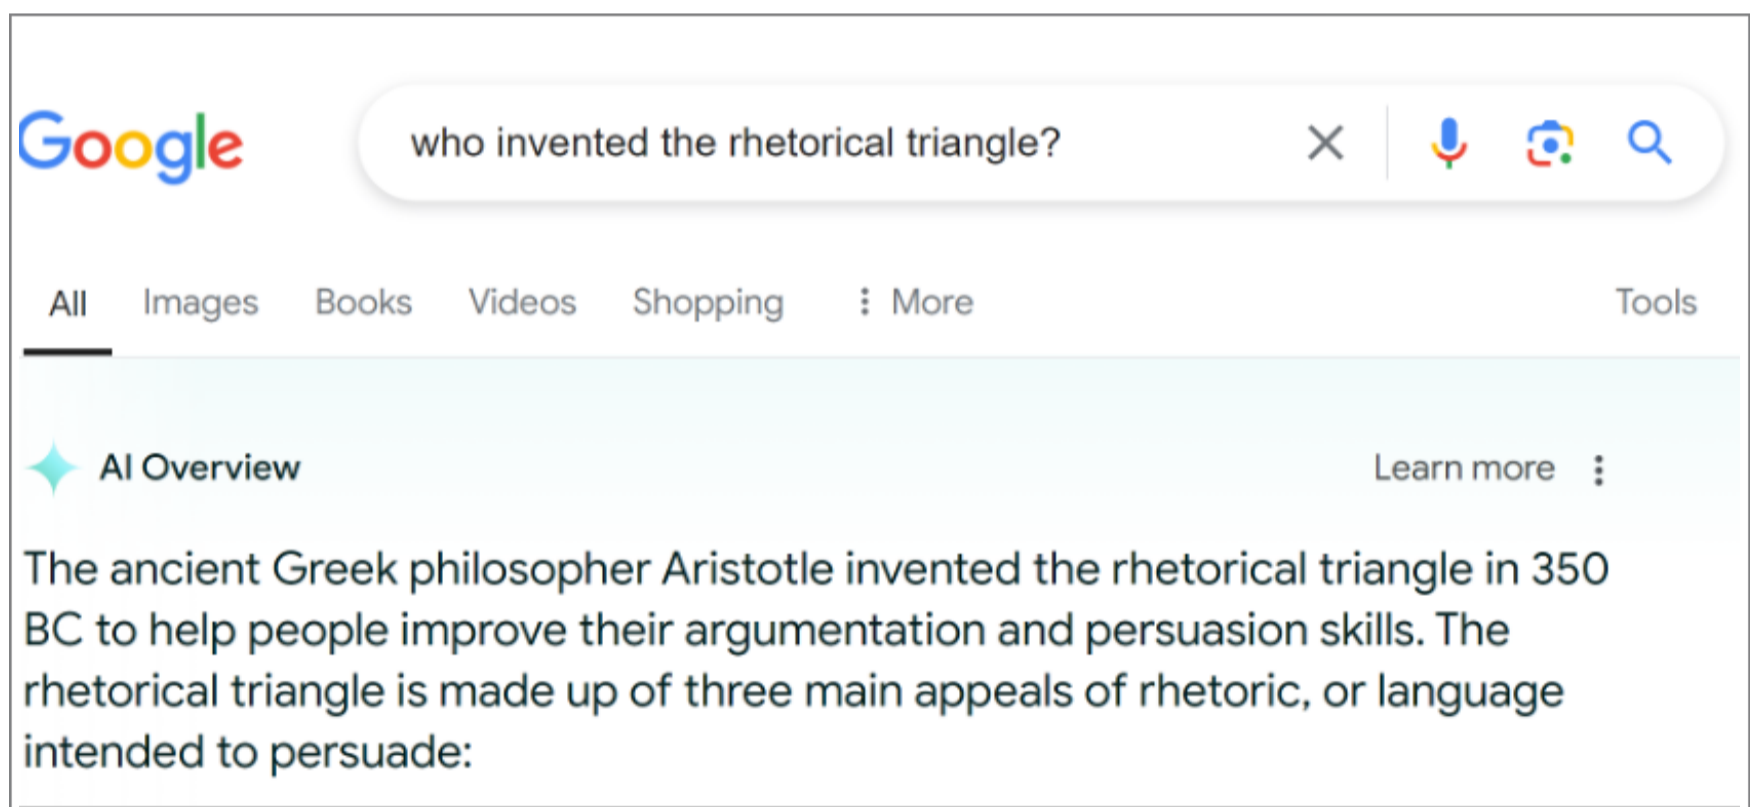 Google
who invented the rhetorical triangle?
All Images Books Videos Shopping More Tools
AI Overview Learn more
The ancient Greek philosopher Aristotle invented the rhetorical triangle in 350
BC to help people improve their argumentation and persuasion skills. The
rhetorical triangle is made up of three main appeals of rhetoric, or language
intended to persuade: